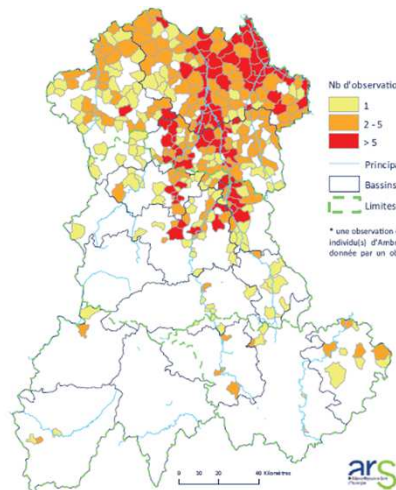 Nb d'observatio
1
2 - 5
> 5
Principa
Bassins
Limites
* une observation
individu(s) d'Amb
donnée par un ob
0 10 20 40 Kilomètres
ars